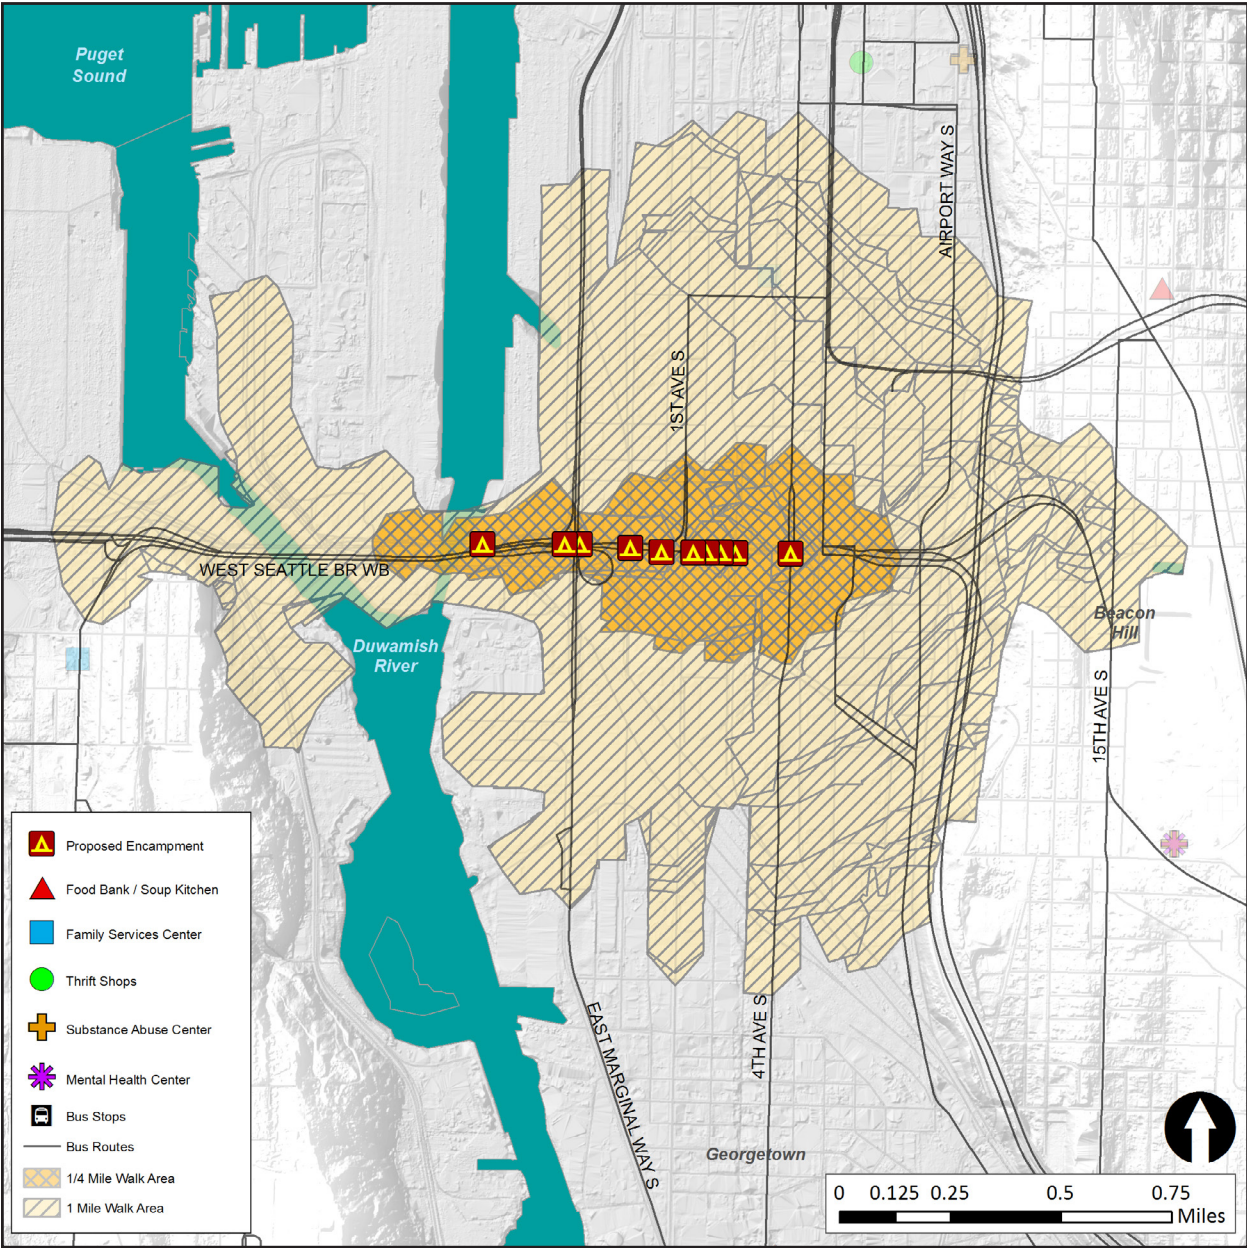 Puget
Sound
AIRPORT WAY S
1ST AVE S
WEST SEATTLE BR WB
Beacon
Hill
Duwamish
River
15TH AVE S
Proposed Encampment
Food Bank / Soup Kitchen
Family Services Center
Thrift Shops
Substance Abuse Center
Mental Health Center
Bus Stops
Bus Routes
1/4 Mile Walk Area
1 Mile Walk Area
EAST MARGINAL WAY S
4TH AVE S
Georgetown
0 0.125 0.25 0.5 0.75
Miles